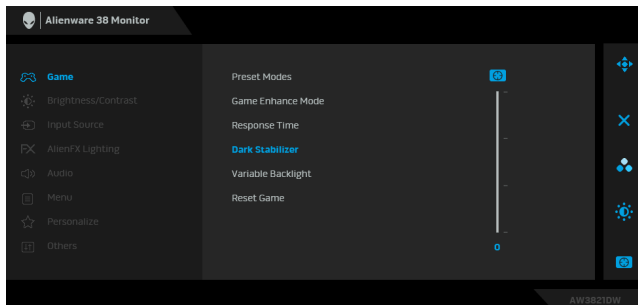 Alienware 38 Monitor
Game
Brightness/Contrast
Input Source
FX AlienFX Lighting
Audio
Menu
Personalize
Others
Preset Modes
Game Enhance Mode
Response Time
Dark Stabilizer
Variable Backlight
Reset Game
0
AW3821DW